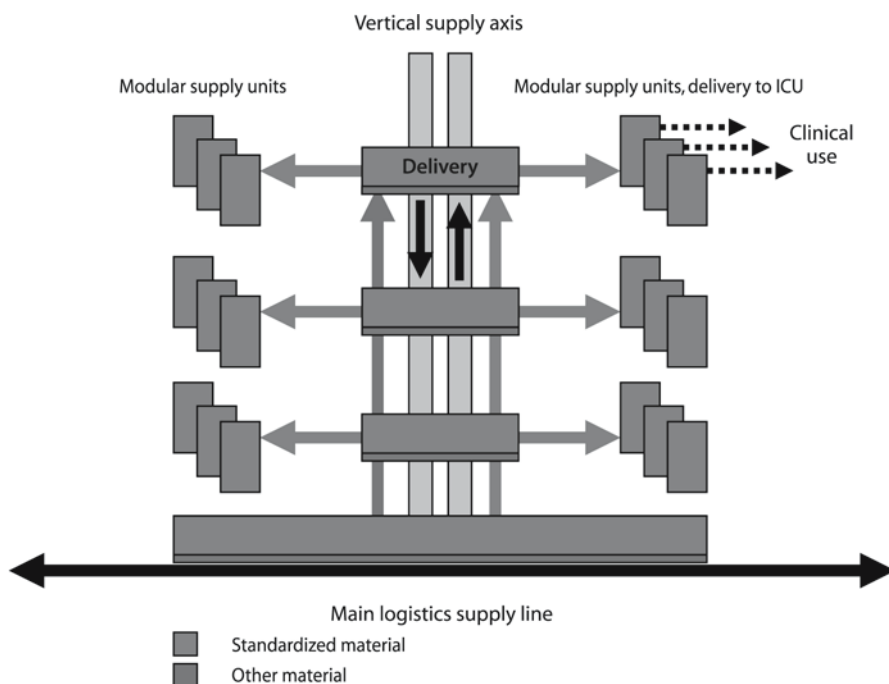 Vertical supply axis
Modular supply units
Modular supply units, delivery to ICU
Clinical
use
Delivery
Main logistics supply line
Standardized material
Other material